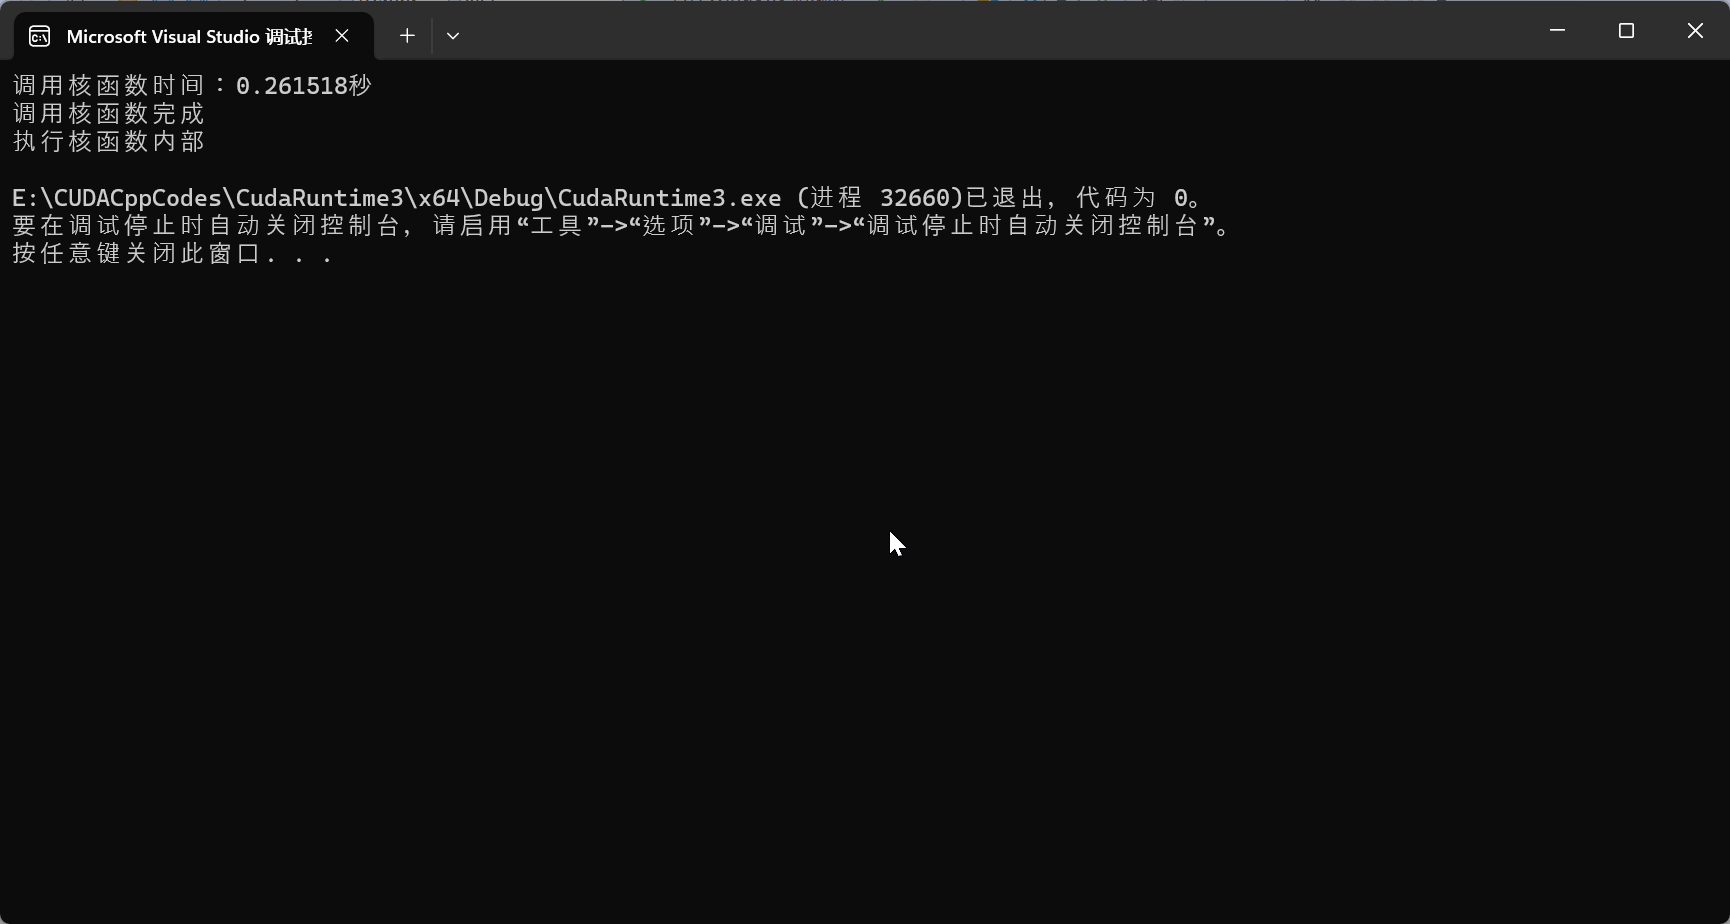 Microsoft Visual Studio 调试
调用核函数时间：0.261518秒
调用核函数完成
执行核函数内部
E:\CUDACppCodes\CudaRuntime3\x64\Debug\CudaRuntime3.exe (进程 32660)已退出，代码为 0。
要在调试停止时自动关闭控制台，请启用“工具”->“选项”->“调试”->“调试停止时自动关闭控制台”。
按任意键关闭此窗口. . .